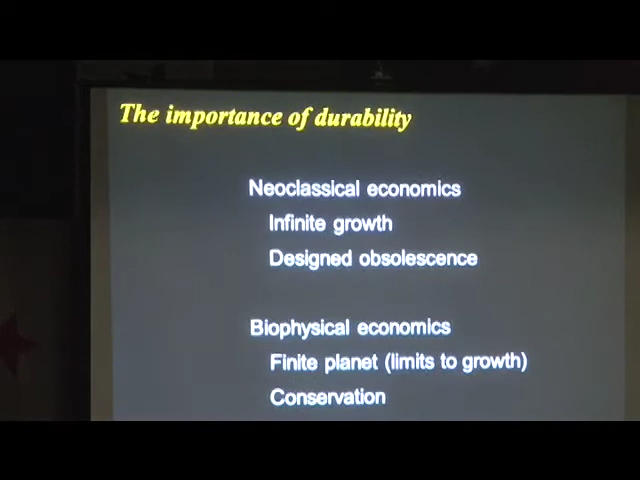 The importance of durability
Neoclassical economics
Infinite growth
Designed obsolescence
Biophysical economics
Finite planet (limits to growth)
Conservation